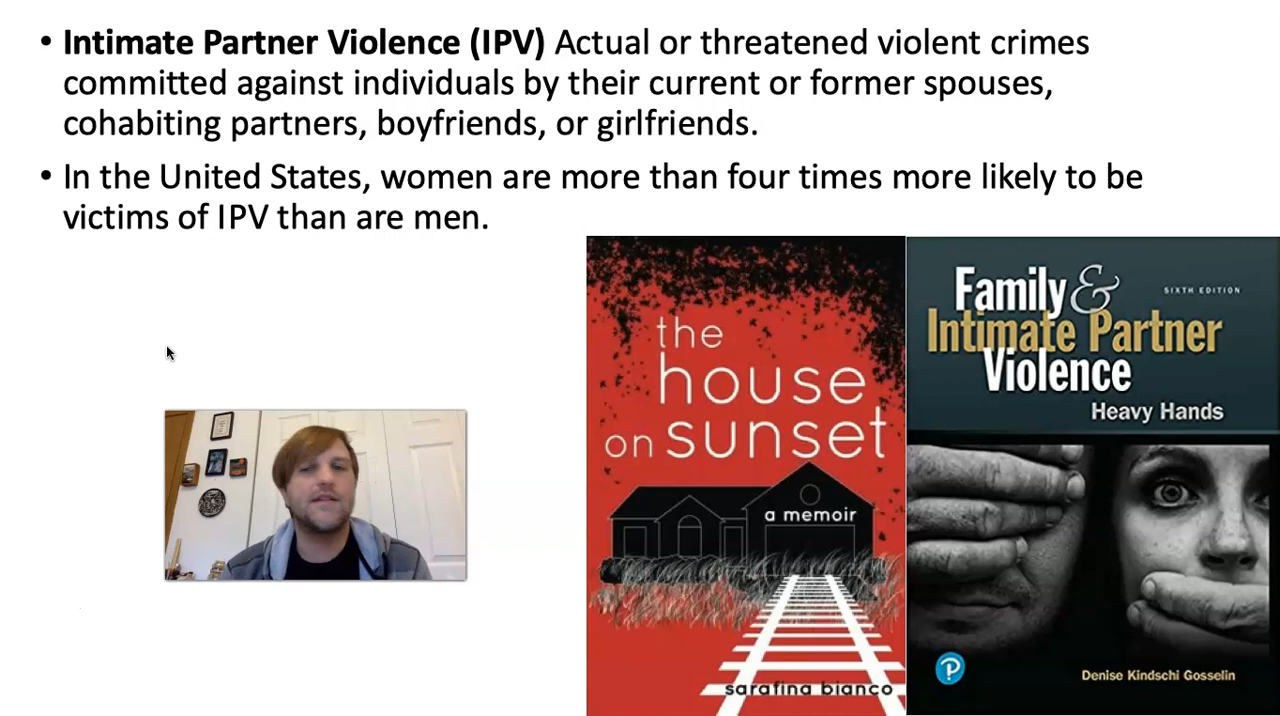 • Intimate Partner Violence (IPV) Actual or threatened violent crimes
committed against individuals by their current or former spouses,
cohabiting partners, boyfriends, or girlfriends.
• In the United States, women are more than four times more likely to be
victims of IPV than are men.
the
house
on sunset
a memoir
sarafina bianco
Family &
SIXTH EDITION
Intimate Partner
Violence
Heavy Hands
P
Denise Kindschi Gosselin